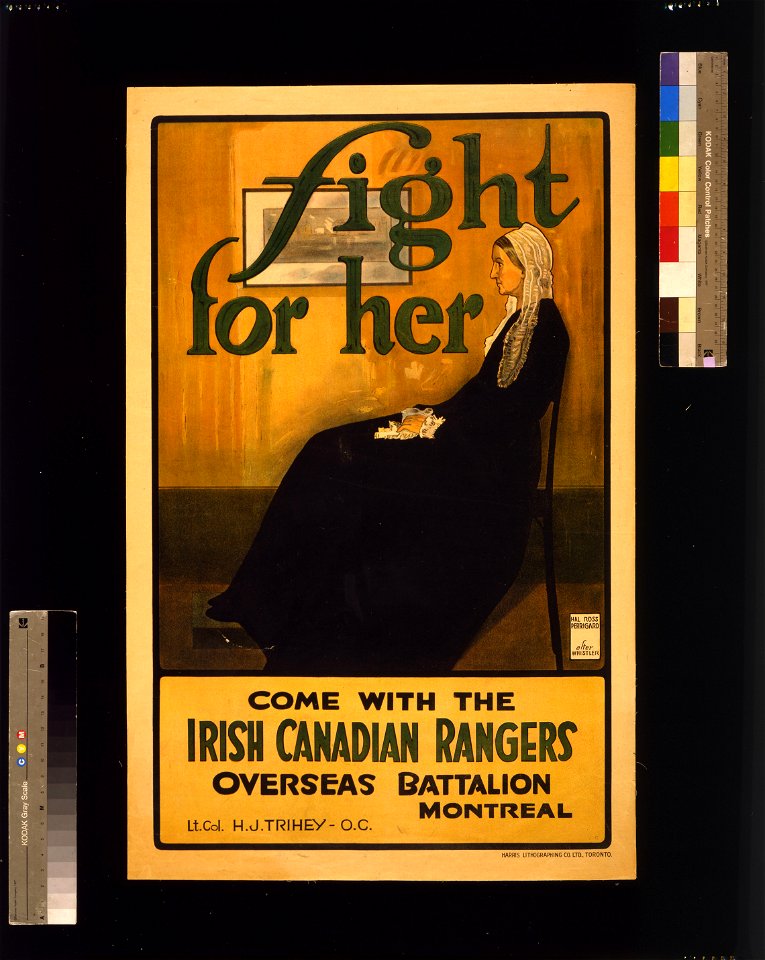 fight
for her
HAL ROSS
PERRIGARD
after
WHISTLER
COME WITH THE
IRISH CANADIAN RANGERS
OVERSEAS BATTALION
MONTREAL
Lt. Col. H.J. TRIHEY - O.C.
HARRIS LITHOGRAPHING CO. LTD., TORONTO.
KODAK Color Control Patches
KODAK Gray Scale
C Y M